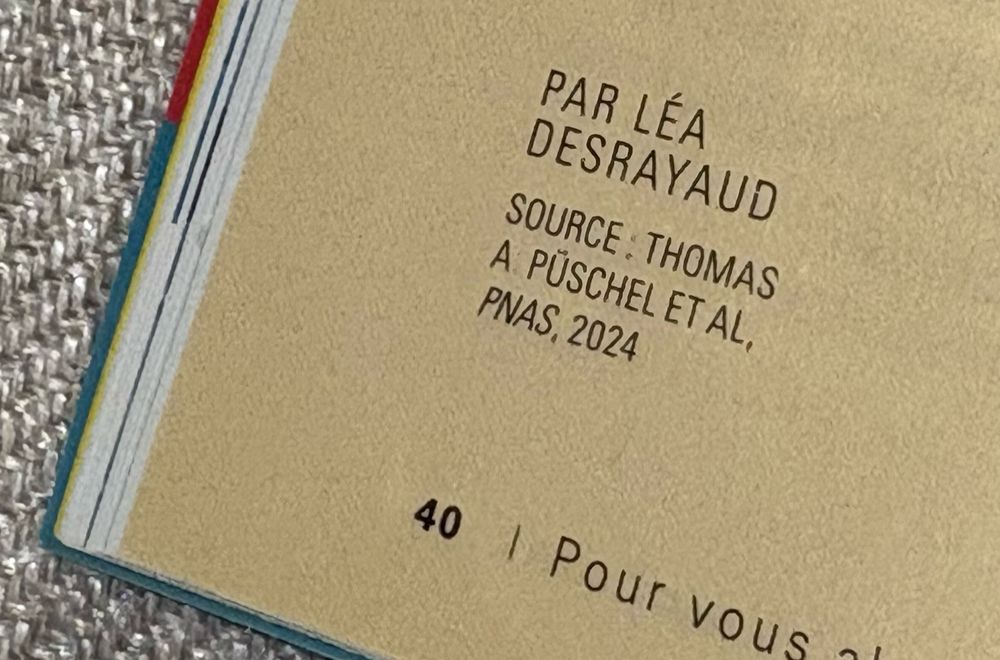 PAR LÉA
DESRAYAUD
SOURCE : THOMAS
A. PÜSCHEL ET AL,
PNAS, 2024
40 | Pour vous